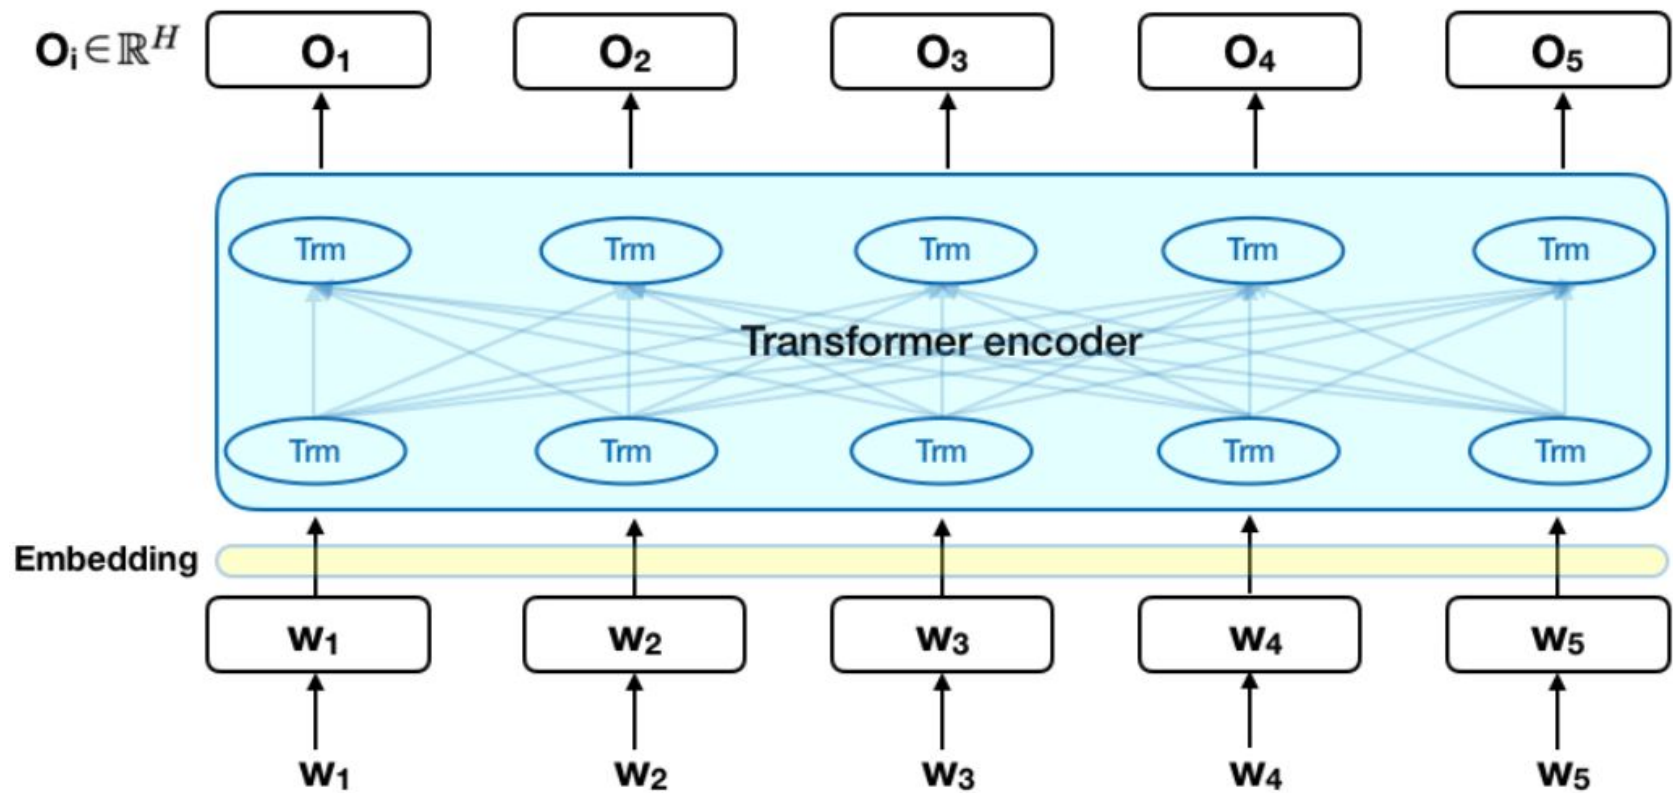 Oᵢ∈ℝᴴ O₁ O₂ O₃ O₄ O₅
Trm Trm Trm Trm Trm
Transformer encoder
Trm Trm Trm Trm Trm
Embedding
w₁ w₂ w₃ w₄ w₅
w₁ w₂ w₃ w₄ w₅